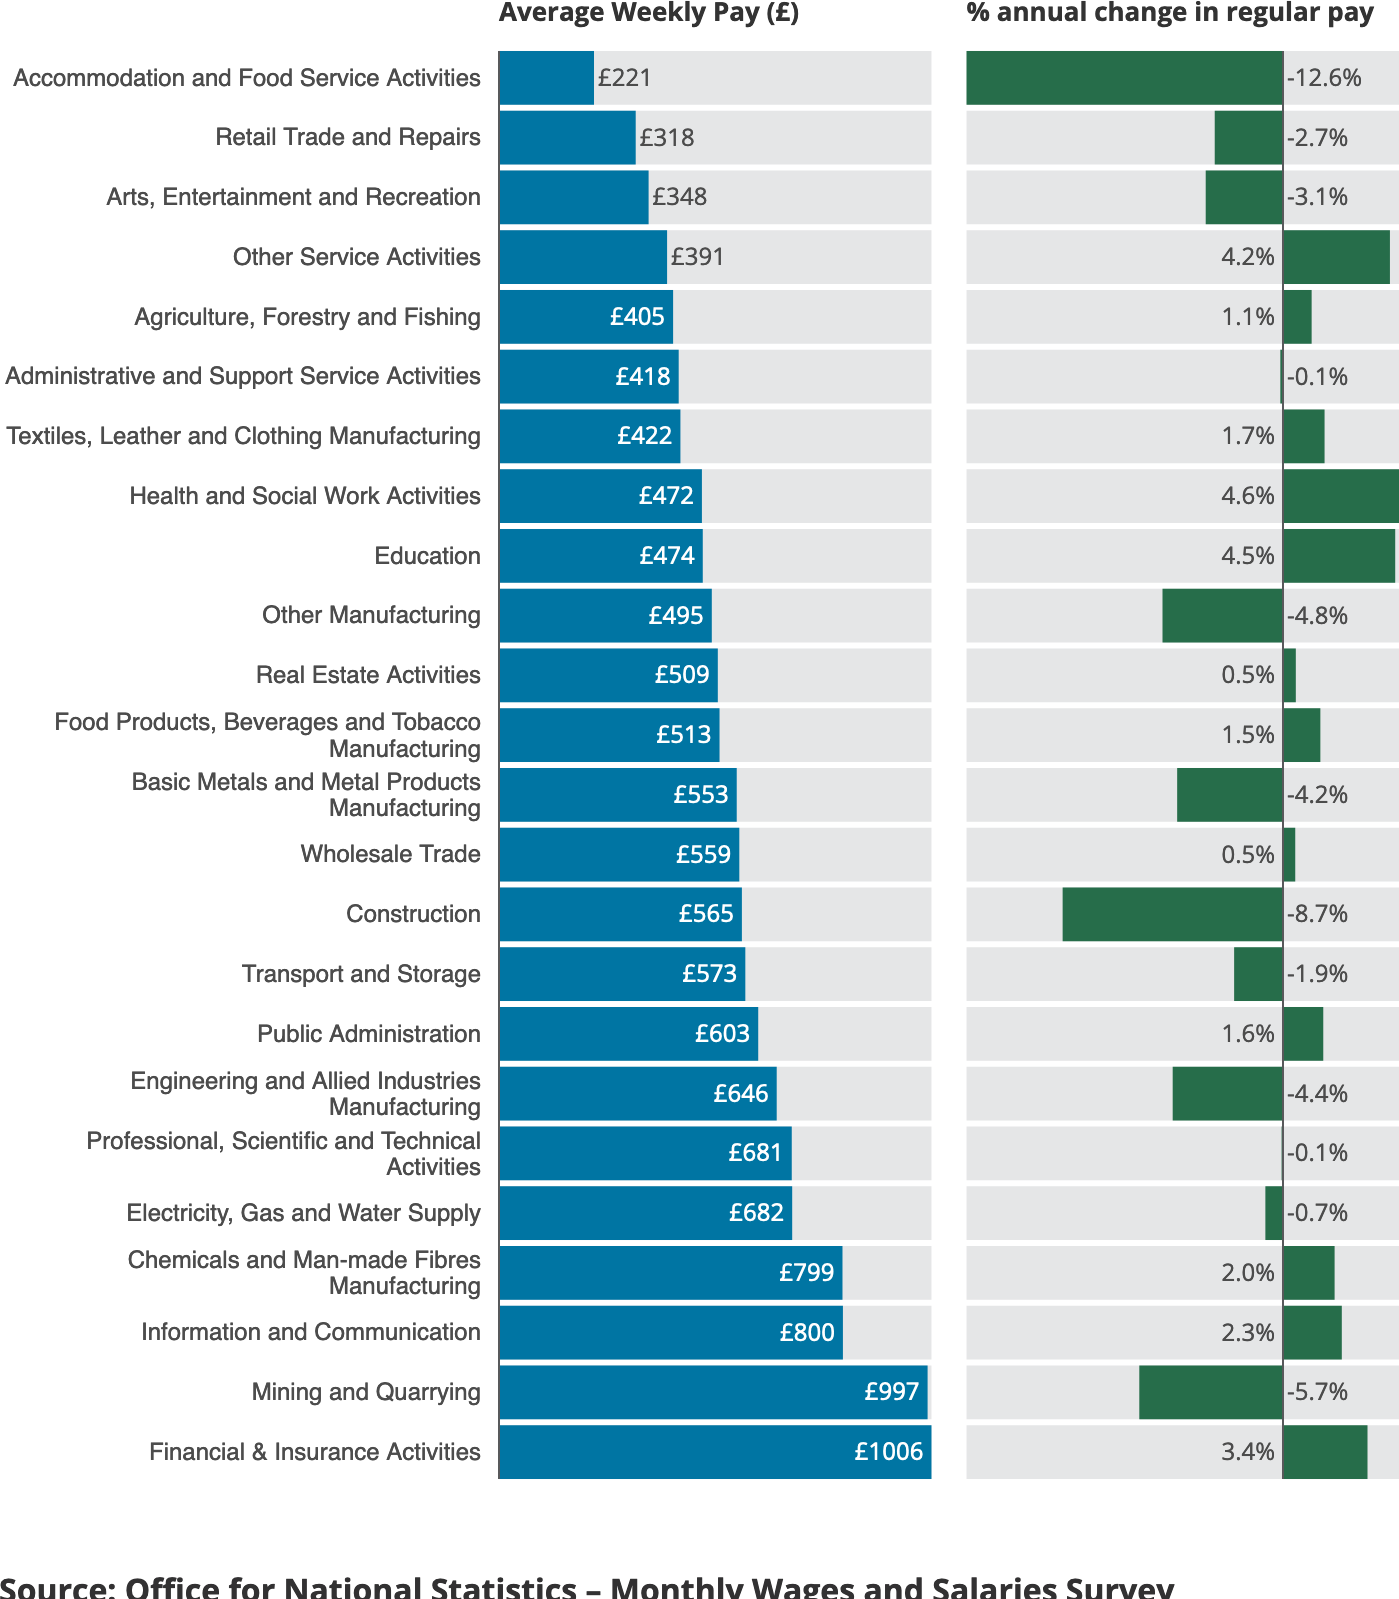 Average Weekly Pay (£) % annual change in regular pay
Accommodation and Food Service Activities £221 -12.6%
Retail Trade and Repairs £318 -2.7%
Arts, Entertainment and Recreation £348 -3.1%
Other Service Activities £391 4.2%
Agriculture, Forestry and Fishing £405 1.1%
Administrative and Support Service Activities £418 -0.1%
Textiles, Leather and Clothing Manufacturing £422 1.7%
Health and Social Work Activities £472 4.6%
Education £474 4.5%
Other Manufacturing £495 -4.8%
Real Estate Activities £509 0.5%
Food Products, Beverages and Tobacco
Manufacturing £513 1.5%
Basic Metals and Metal Products
Manufacturing £553 -4.2%
Wholesale Trade £559 0.5%
Construction £565 -8.7%
Transport and Storage £573 -1.9%
Public Administration £603 1.6%
Engineering and Allied Industries
Manufacturing £646 -4.4%
Professional, Scientific and Technical
Activities £681 -0.1%
Electricity, Gas and Water Supply £682 -0.7%
Chemicals and Man-made Fibres
Manufacturing £799 2.0%
Information and Communication £800 2.3%
Mining and Quarrying £997 -5.7%
Financial & Insurance Activities £1006 3.4%
Source: Office for National Statistics – Monthly Wages and Salaries Survey